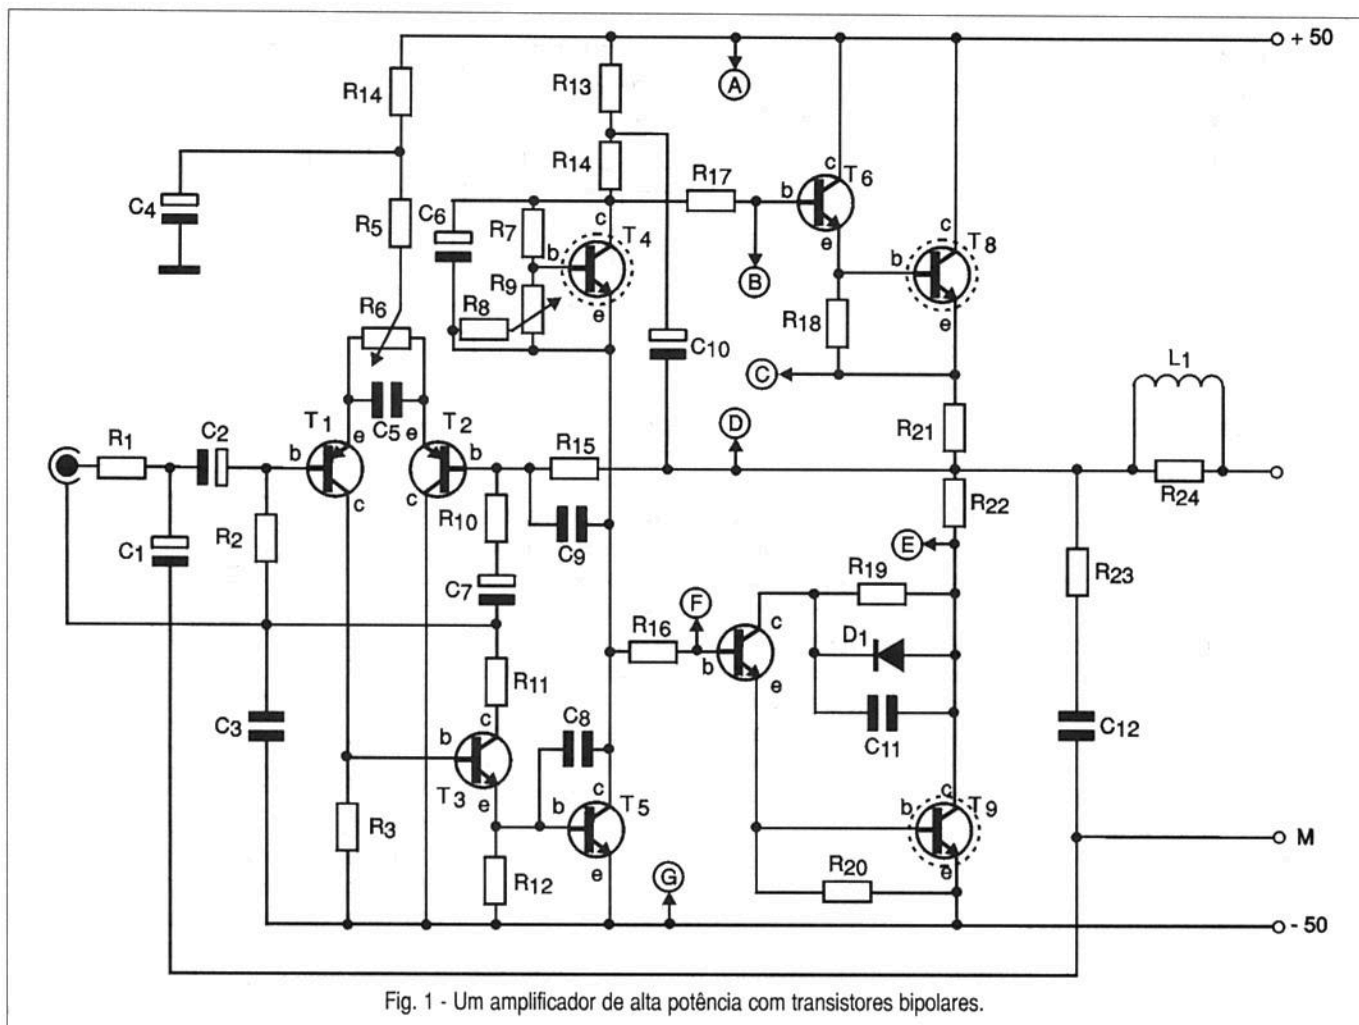 + 50
R14
R13
A
R14
R17
c
T6
b
C4
R5
C6
R7
c
T4
e
c
T8
b
b
B
R9
R8
e
R18
e
R6
C10
L1
C
T1
e
C5
e
T2
D
R21
R1
C2
b
b
R15
R24
c
c
R10
R22
C1
R2
C9
E
R19
R23
C7
F
R16
c
D1
b
e
R11
C3
C8
C11
C12
c
b
T3
e
c
b
T5
c
T9
b
R3
e
M
R12
e
G
R20
e
- 50
Fig. 1 - Um amplificador de alta potência com transistores bipolares.